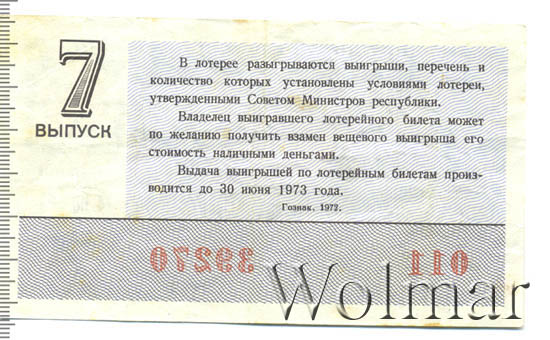 7
ВЫПУСК
В лотерее разыгрываются выигрыши, перечень и
количество которых установлены условиями лотереи,
утвержденными Советом Министров республики.
Владелец выигравшего лотерейного билета может
по желанию получить взамен вещевого выигрыша его
стоимость наличными деньгами.
Выдача выигрышей по лотерейным билетам произ-
водится до 30 июня 1973 года.
Гознак. 1972.
39270 011
Wolmar